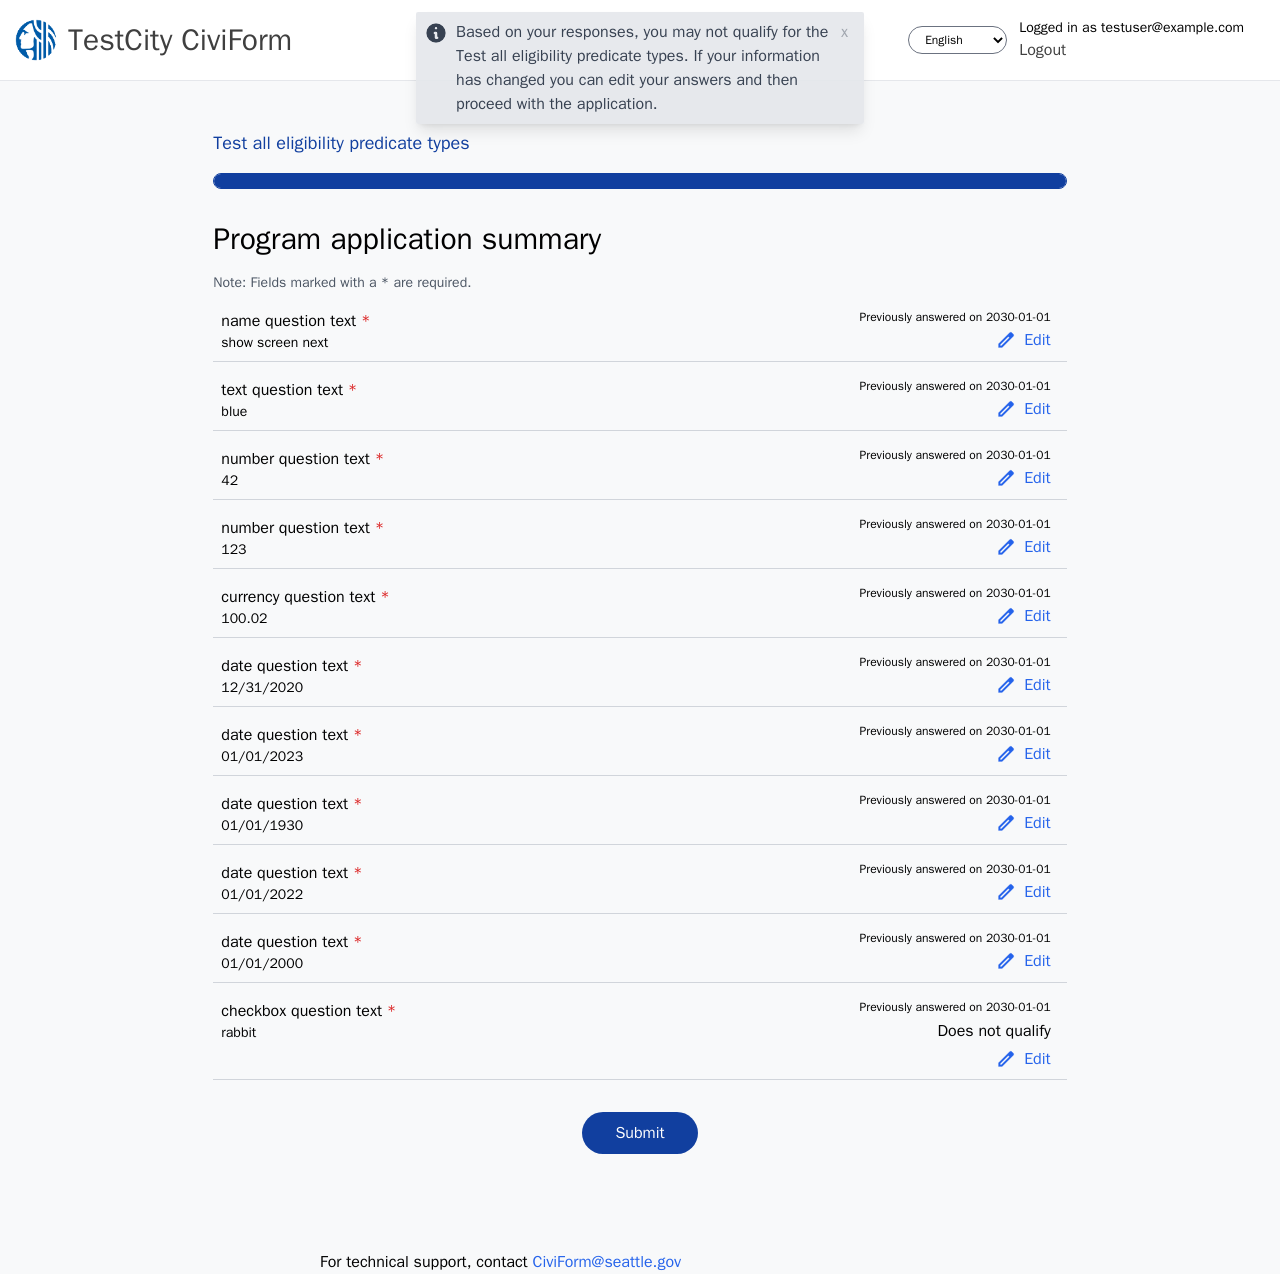 TestCity CiviForm
Based on your responses, you may not qualify for the
Test all eligibility predicate types. If your information
has changed you can edit your answers and then
proceed with the application.
x
English
Logged in as testuser@example.com
Logout
Test all eligibility predicate types
Program application summary
Note: Fields marked with a * are required.
name question text *
show screen next
Previously answered on 2030-01-01
Edit
text question text *
blue
Previously answered on 2030-01-01
Edit
number question text *
42
Previously answered on 2030-01-01
Edit
number question text *
123
Previously answered on 2030-01-01
Edit
currency question text *
100.02
Previously answered on 2030-01-01
Edit
date question text *
12/31/2020
Previously answered on 2030-01-01
Edit
date question text *
01/01/2023
Previously answered on 2030-01-01
Edit
date question text *
01/01/1930
Previously answered on 2030-01-01
Edit
date question text *
01/01/2022
Previously answered on 2030-01-01
Edit
date question text *
01/01/2000
Previously answered on 2030-01-01
Edit
checkbox question text *
rabbit
Previously answered on 2030-01-01
Does not qualify
Edit
Submit
For technical support, contact CiviForm@seattle.gov